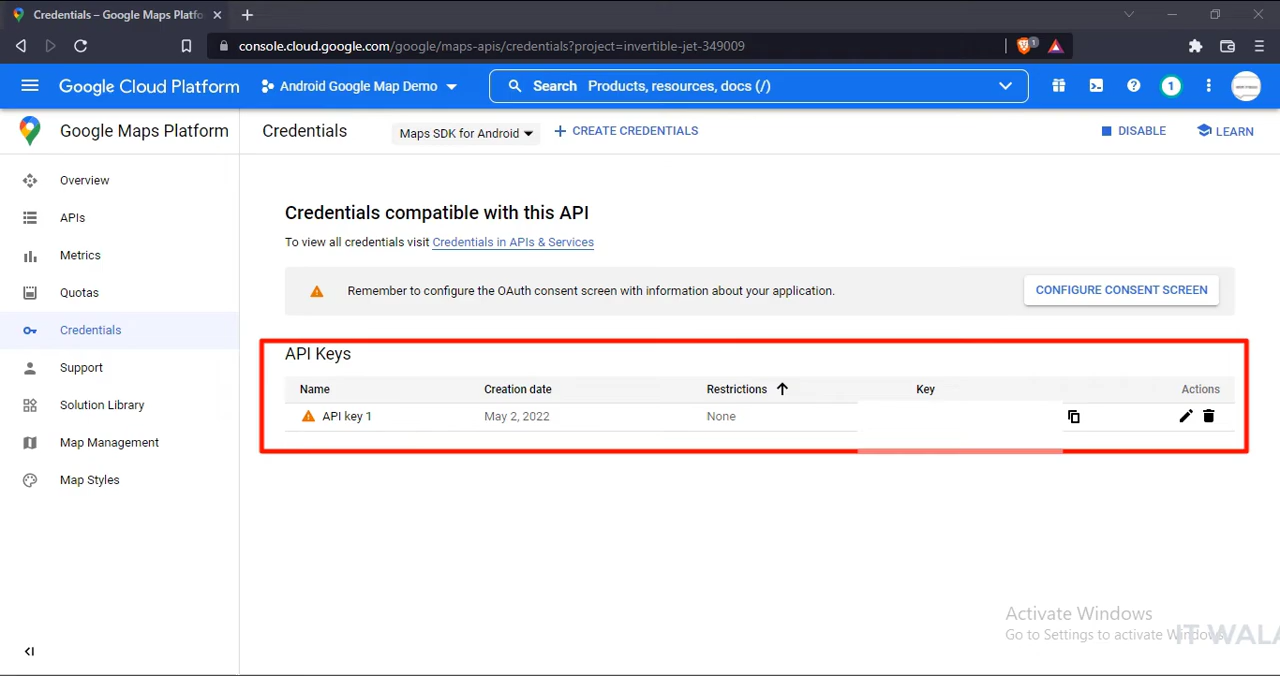 Credentials – Google Maps Platfo
console.cloud.google.com/google/maps-apis/credentials?project=invertible-jet-349009
1
Google Cloud Platform
Android Google Map Demo
Search Products, resources, docs (/)
1
Google Maps Platform
Credentials
Maps SDK for Android
CREATE CREDENTIALS
DISABLE
LEARN
Overview
APIs
Metrics
Quotas
Credentials
Support
Solution Library
Map Management
Map Styles
Credentials compatible with this API
To view all credentials visit Credentials in APIs & Services
Remember to configure the OAuth consent screen with information about your application.
CONFIGURE CONSENT SCREEN
API Keys
Name Creation date Restrictions Key Actions
API key 1 May 2, 2022 None
Activate Windows
Go to Settings to activate Windows.
IT WALA